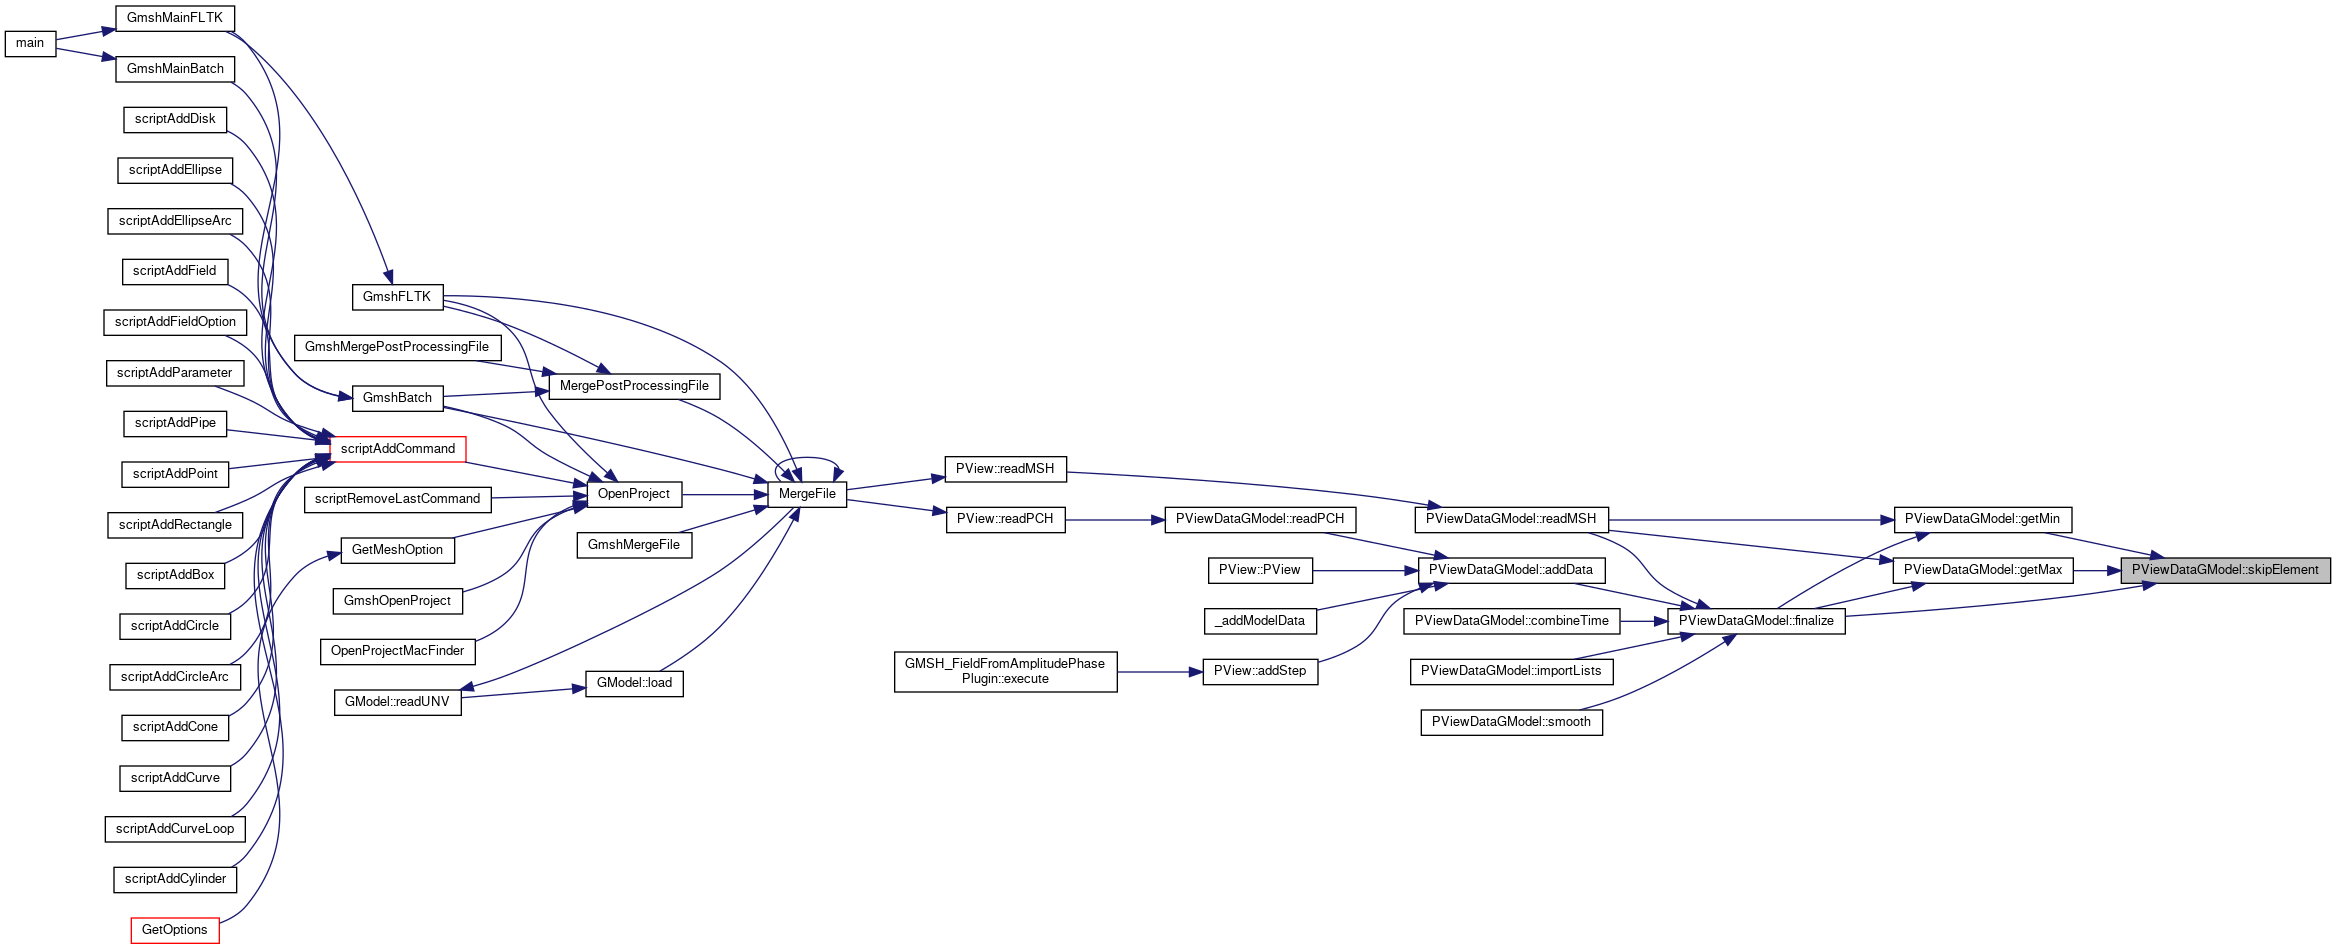 main
GmshMainFLTK
GmshMainBatch
scriptAddDisk
scriptAddEllipse
scriptAddEllipseArc
scriptAddField
scriptAddFieldOption
scriptAddParameter
scriptAddPipe
scriptAddPoint
scriptAddRectangle
scriptAddBox
scriptAddCircle
scriptAddCircleArc
scriptAddCone
scriptAddCurve
scriptAddCurveLoop
scriptAddCylinder
GetOptions
GmshFLTK
GmshMergePostProcessingFile
GmshBatch
scriptAddCommand
scriptRemoveLastCommand
GetMeshOption
GmshOpenProject
OpenProjectMacFinder
GModel::readUNV
MergePostProcessingFile
OpenProject
GmshMergeFile
GModel::load
MergeFile
PView::readMSH
PView::readPCH
GMSH_FieldFromAmplitudePhase
Plugin::execute
PViewDataGModel::readPCH
PView::PView
_addModelData
PView::addStep
PViewDataGModel::readMSH
PViewDataGModel::addData
PViewDataGModel::combineTime
PViewDataGModel::importLists
PViewDataGModel::smooth
PViewDataGModel::getMin
PViewDataGModel::getMax
PViewDataGModel::finalize
PViewDataGModel::skipElement